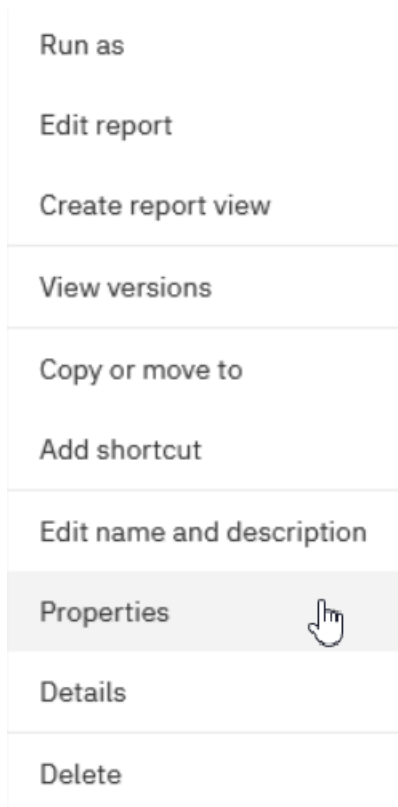 Run as
Edit report
Create report view
View versions
Copy or move to
Add shortcut
Edit name and description
Properties
Details
Delete